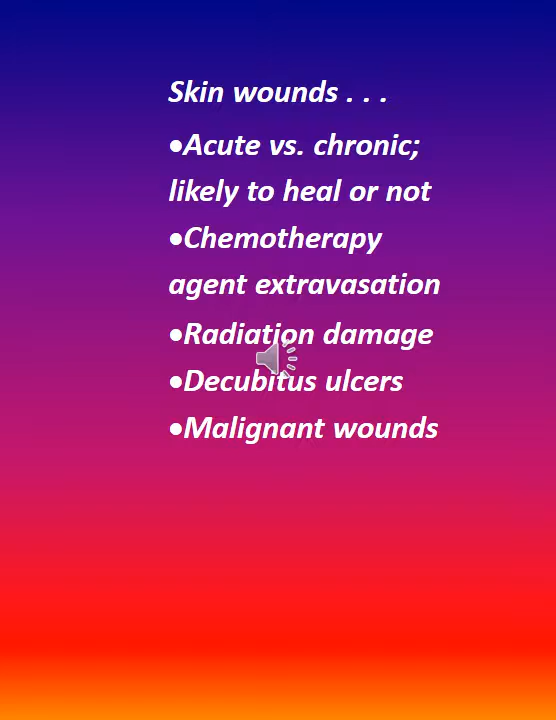 Skin wounds . . .
•Acute vs. chronic;
likely to heal or not
•Chemotherapy
agent extravasation
•Radiation damage
•Decubitus ulcers
•Malignant wounds